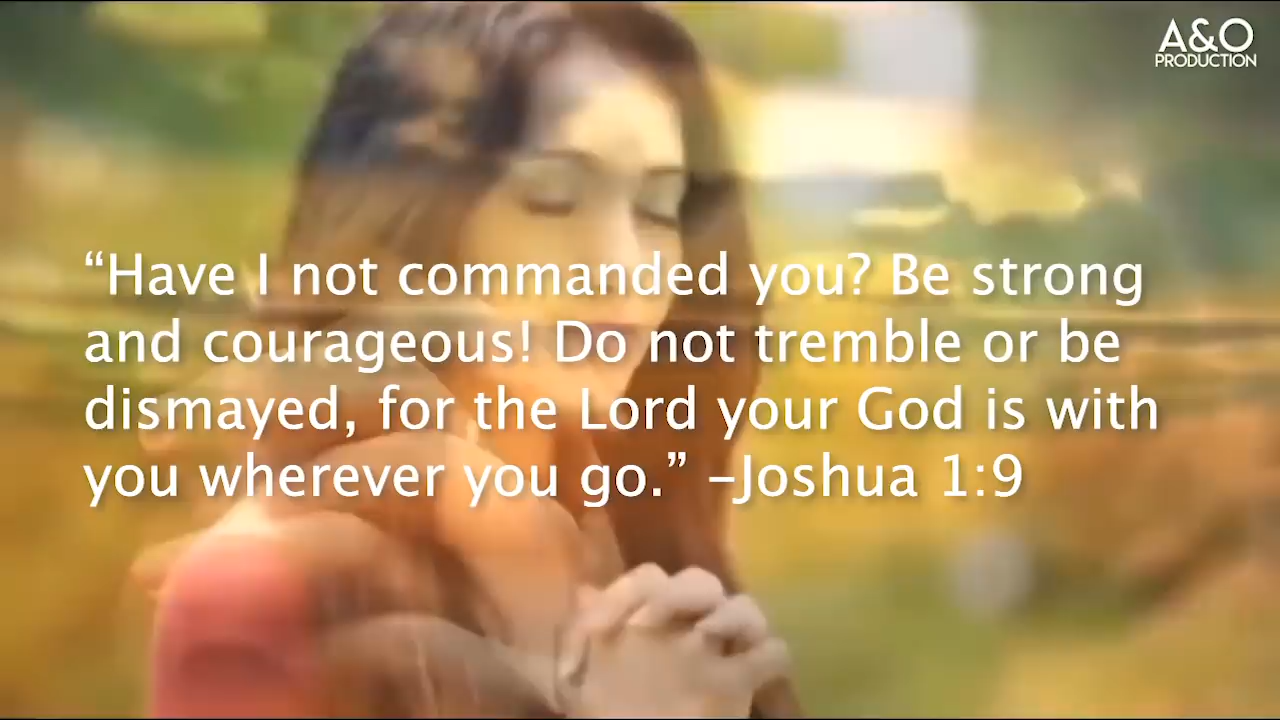 A&O
PRODUCTION
“Have I not commanded you? Be strong
and courageous! Do not tremble or be
dismayed, for the Lord your God is with
you wherever you go.” –Joshua 1:9